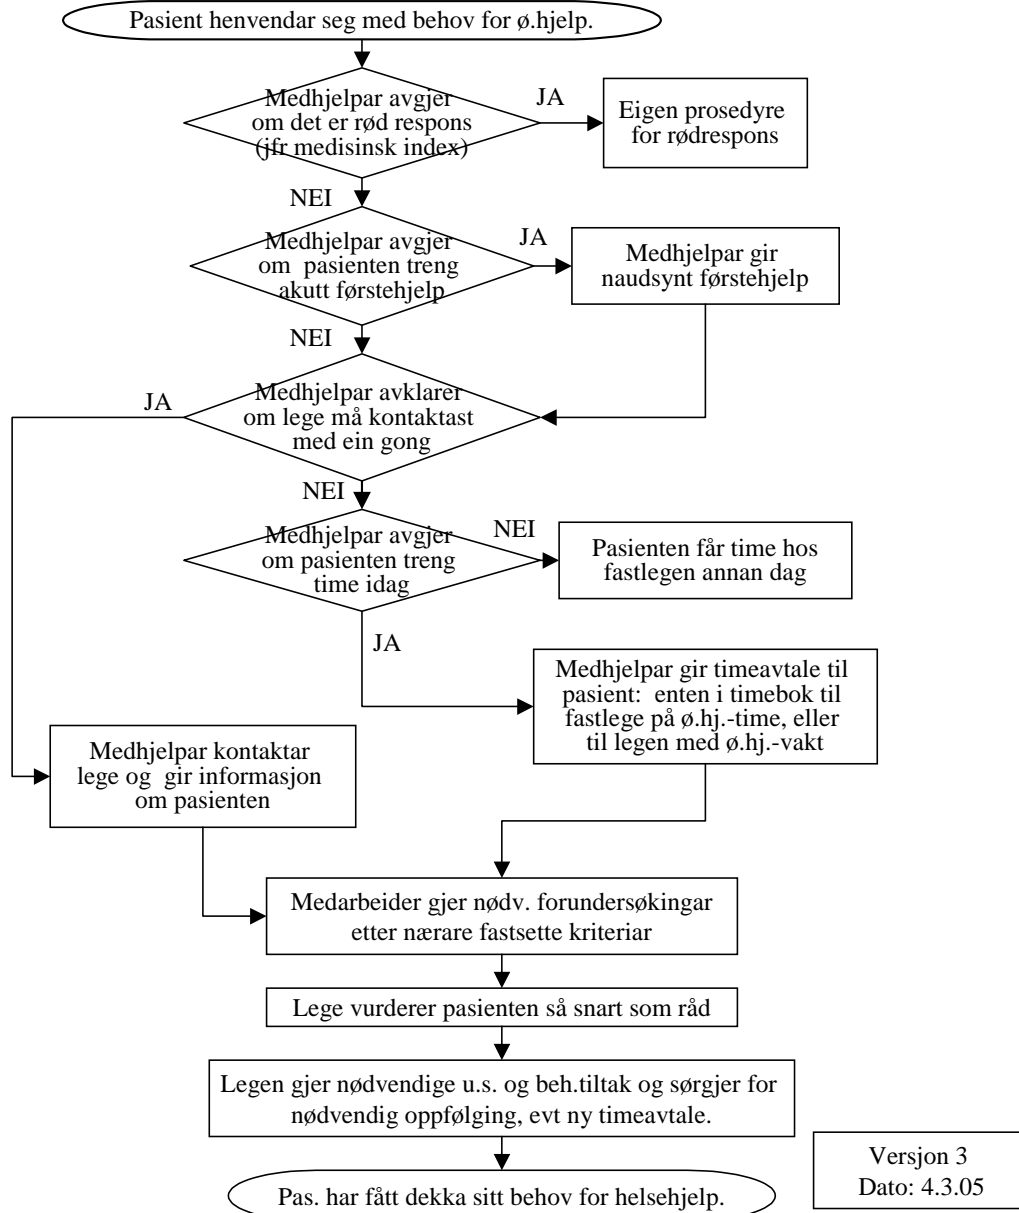 Pasient henvendar seg med behov for ø.hjelp.
Medhjelpar avgjer
om det er rød respons
(jfr medisinsk index)
JA
Eigen prosedyre
for rødrespons
NEI
Medhjelpar avgjer
om pasienten treng
akutt førstehjelp
JA
Medhjelpar gir
naudsynt førstehjelp
NEI
Medhjelpar avklarer
om lege må kontaktast
med ein gong
JA
NEI
Medhjelpar avgjer
om pasienten treng
time idag
NEI
Pasienten får time hos
fastlegen annan dag
JA
Medhjelpar gir timeavtale til
pasient: enten i timebok til
fastlege på ø.hj.-time, eller
til legen med ø.hj.-vakt
Medhjelpar kontaktar
lege og gir informasjon
om pasienten
Medarbeider gjer nødv. forundersøkingar
etter nærare fastsette kriteriar
Lege vurderer pasienten så snart som råd
Legen gjer nødvendige u.s. og beh.tiltak og sørgjer for
nødvendig oppfølging, evt ny timeavtale.
Pas. har fått dekka sitt behov for helsehjelp.
Versjon 3
Dato: 4.3.05